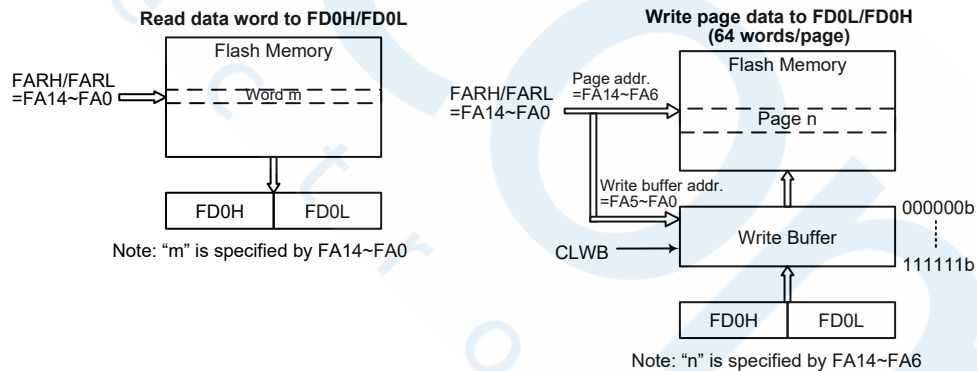 Read data word to FD0H/FD0L
Flash Memory
FARH/FARL
=FA14~FA0
Word m
FD0H
FD0L
Note: “m” is specified by FA14~FA0
Write page data to FD0L/FD0H
(64 words/page)
Flash Memory
Page addr.
=FA14~FA6
FARH/FARL
=FA14~FA0
Page n
Write buffer addr.
=FA5~FA0
000000b
Write Buffer
CLWB
111111b
FD0H
FD0L
Note: “n” is specified by FA14~FA6